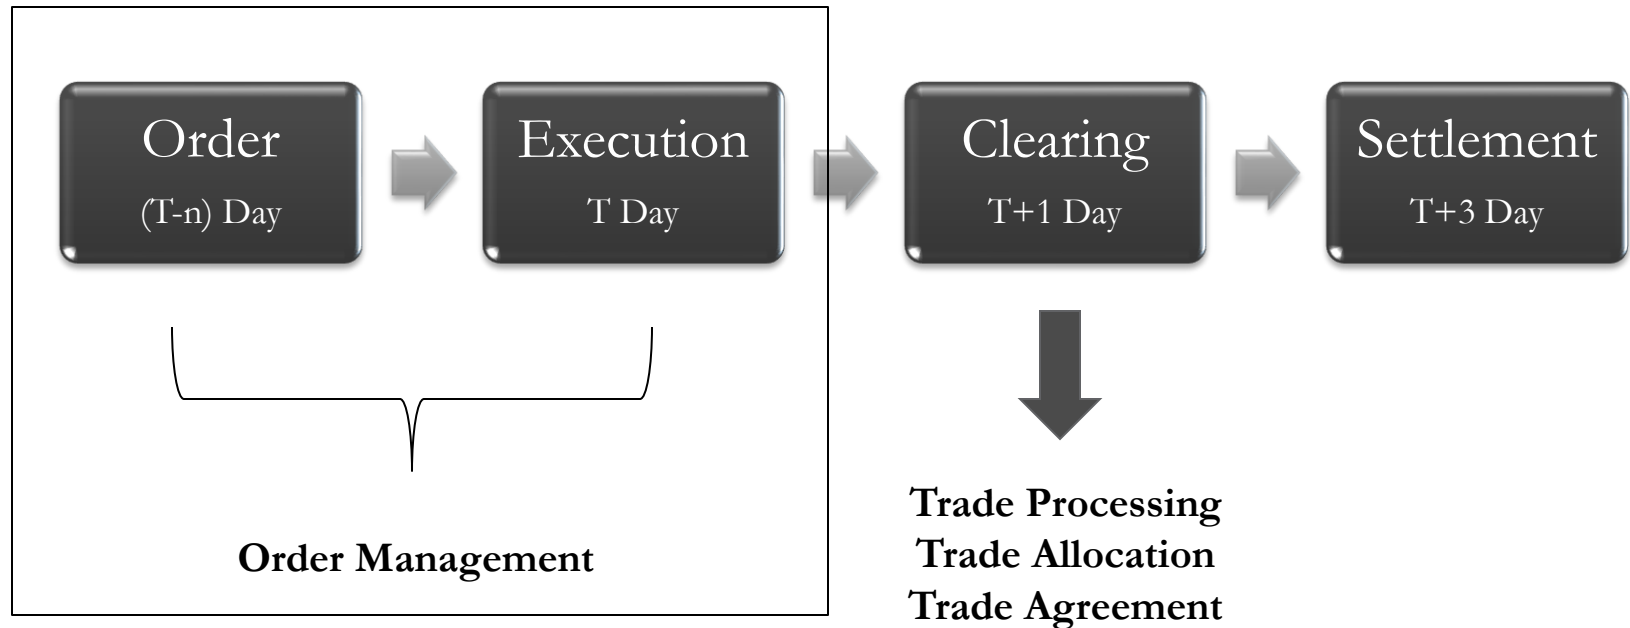 Order
(T-n) Day
Execution
T Day
Clearing
T+1 Day
Settlement
T+3 Day
Order Management
Trade Processing
Trade Allocation
Trade Agreement